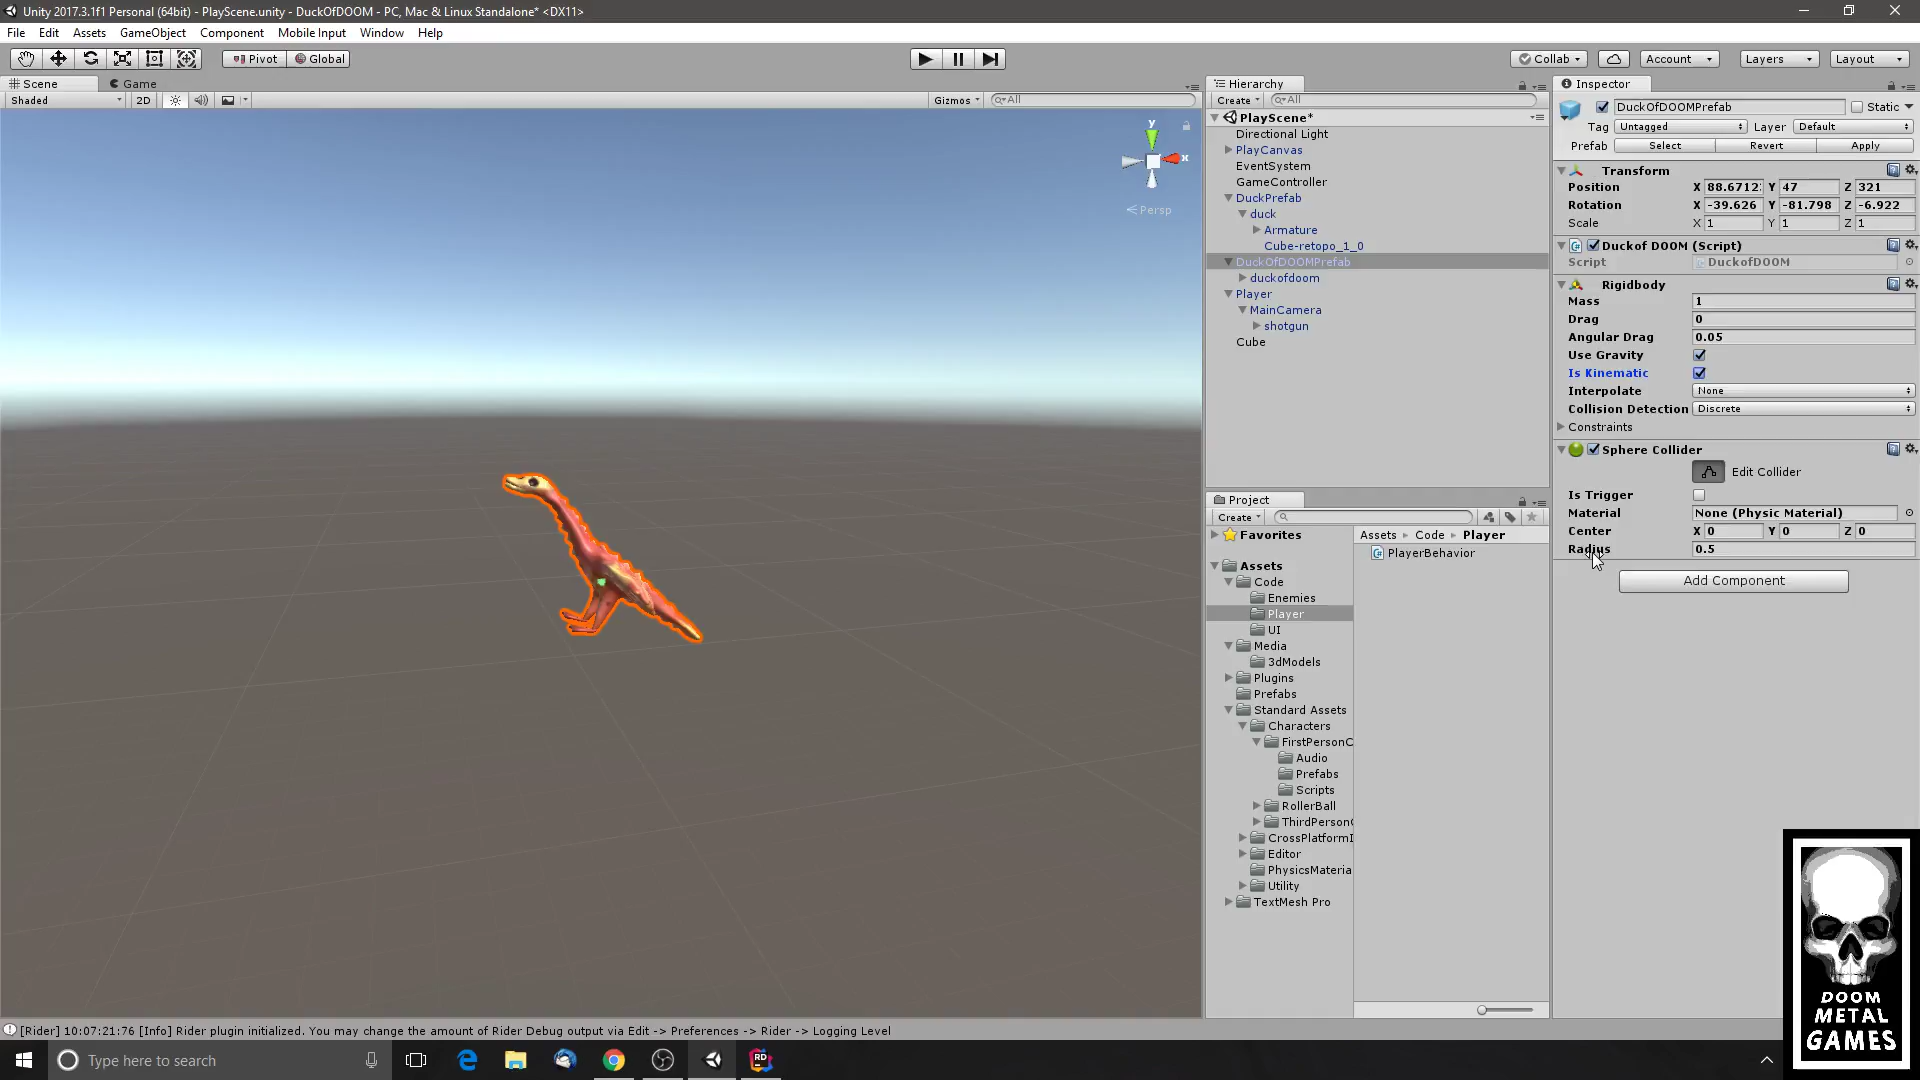 Unity 2017.3.1f1 Personal (64bit) - PlayScene.unity - DuckOfDOOM - PC, Mac & Linux Standalone* <DX11>
File Edit Assets GameObject Component Mobile Input Window Help
Pivot Global Collab Account Layers Layout
Scene Game
Shaded 2D Gizmos All
y
x
Persp
Hierarchy
Create All
PlayScene*
Directional Light
PlayCanvas
EventSystem
GameController
DuckPrefab
duck
Armature
Cube-retopo_1_0
DuckOfDOOMPrefab
duckofdoom
Player
MainCamera
shotgun
Cube
Project
Create
Favorites
Assets
Code
Enemies
Player
UI
Media
3dModels
Plugins
Prefabs
Standard Assets
Characters
FirstPersonC
Audio
Prefabs
Scripts
RollerBall
ThirdPerson
CrossPlatformI
Editor
PhysicsMateria
Utility
TextMesh Pro
Assets Code Player
PlayerBehavior
Inspector
DuckOfDOOMPrefab Static
Tag Untagged Layer Default
Prefab Select Revert Apply
Transform
Position X 88.6712 Y 47 Z 321
Rotation X -39.626 Y -81.798 Z -6.922
Scale X 1 Y 1 Z 1
Duckof DOOM (Script)
Script DuckofDOOM
Rigidbody
Mass 1
Drag 0
Angular Drag 0.05
Use Gravity
Is Kinematic
Interpolate None
Collision Detection Discrete
Constraints
Sphere Collider
Edit Collider
Is Trigger
Material None (Physic Material)
Center X 0 Y 0 Z 0
Radius 0.5
Add Component
DOOM
METAL
GAMES
[Rider] 10:07:21:76 [Info] Rider plugin initialized. You may change the amount of Rider Debug output via Edit -> Preferences -> Rider -> Logging Level
Type here to search
RD